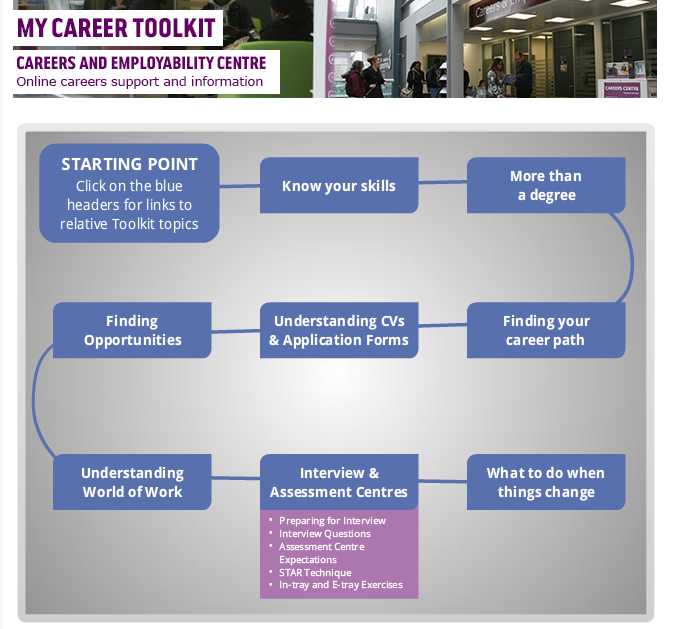 Careers
MY CAREER TOOLKIT
CAREERS AND EMPLOYABILITY CENTRE
Online careers support and information
CAREERS CENTRE
STARTING POINT
Click on the blue
headers for links to
relative Toolkit topics
Know your skills
More than
a degree
Finding
Opportunities
Understanding CVs
& Application Forms
Finding your
career path
Understanding
World of Work
Interview &
Assessment Centres
What to do when
things change
• Preparing for Interview
• Interview Questions
• Assessment Centre
Expectations
• STAR Technique
• In-tray and E-tray Exercises